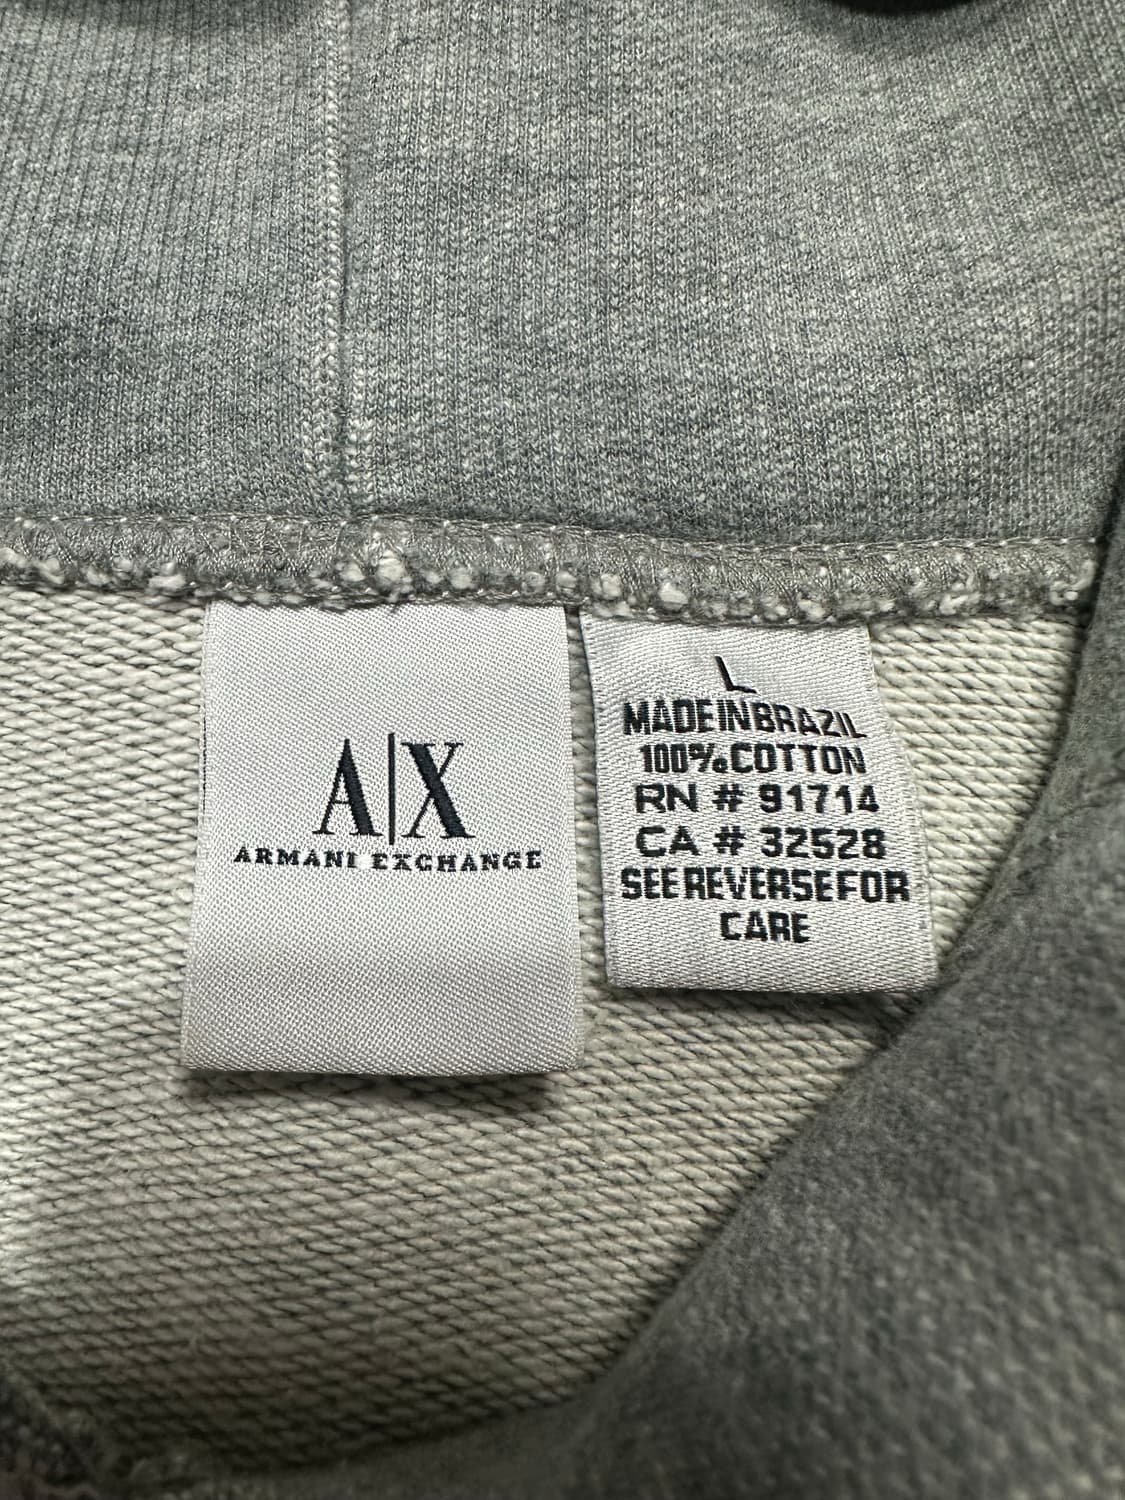 A|X
ARMANI EXCHANGE
L
MADE IN BRAZIL
100% COTTON
RN # 91714
CA # 32528
SEE REVERSE FOR
CARE